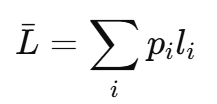 L̄ = ∑ᵢ pᵢlᵢ